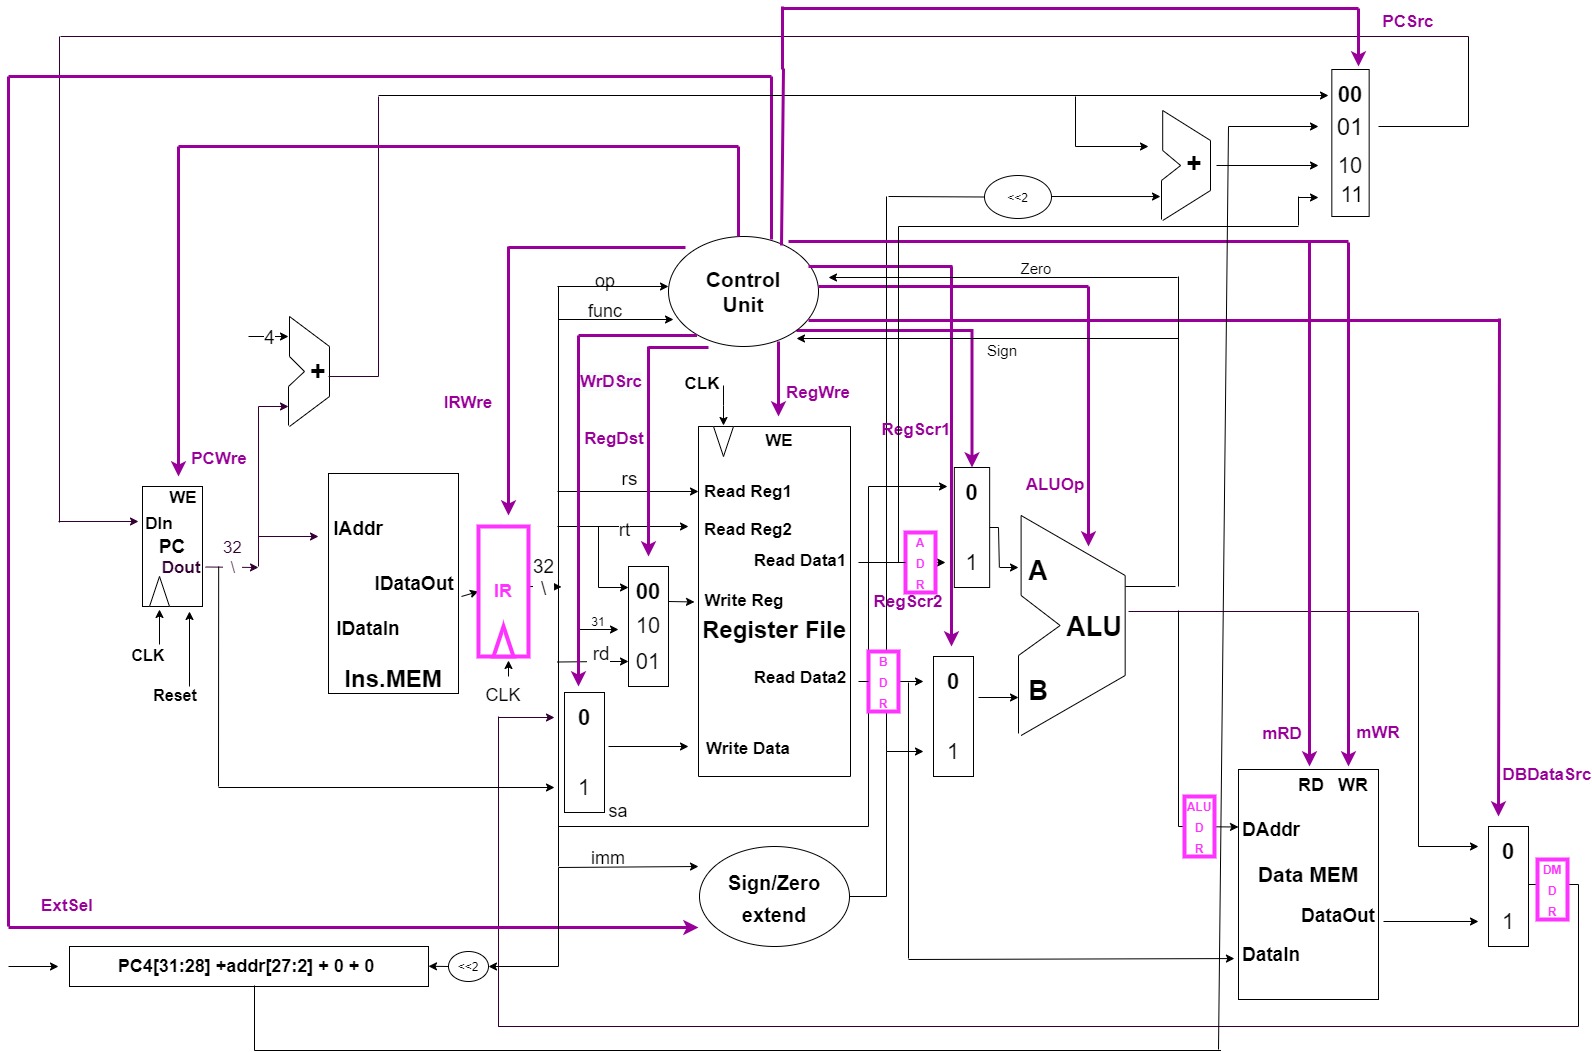 PCSrc
00
01
10
11
+
<<2
Control
Unit
op
func
Zero
Sign
4
+
WrDSrc
CLK
RegWre
IRWre
RegDst
RegScr1
ALUOp
PCWre
WE
DIn
PC
Dout
32
\
CLK
Reset
IAddr
IDataOut
IDataIn
Ins.MEM
IR
CLK
32
\
rs
rt
31
rd
00
10
01
WE
Read Reg1
Read Reg2
Read Data1
Write Reg
Register File
Read Data2
Write Data
0
1
sa
A
D
R
RegScr2
B
D
R
0
1
0
1
A
ALU
B
mRD
mWR
DBDataSrc
RD WR
DAddr
Data MEM
DataOut
DataIn
ALU
D
R
0
1
DM
D
R
imm
Sign/Zero
extend
ExtSel
PC4[31:28] +addr[27:2] + 0 + 0
<<2